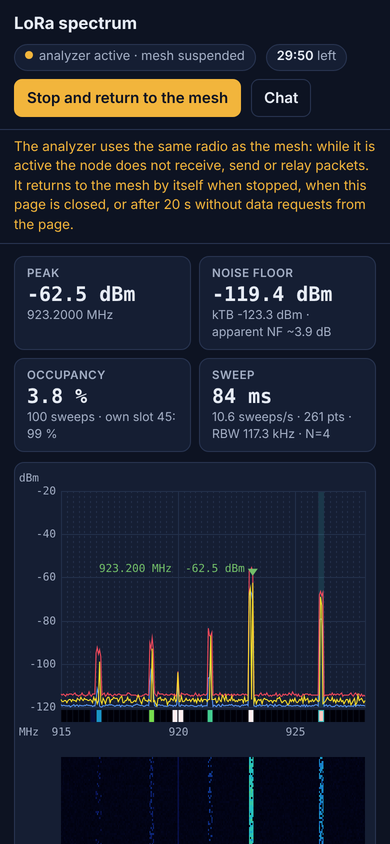 LoRa spectrum
analyzer active · mesh suspended
29:50 left
Stop and return to the mesh
Chat
The analyzer uses the same radio as the mesh: while it is
active the node does not receive, send or relay packets.
It returns to the mesh by itself when stopped, when this
page is closed, or after 20 s without data requests from
the page.
PEAK
-62.5 dBm
923.2000 MHz
NOISE FLOOR
-119.4 dBm
kTB -123.3 dBm ·
apparent NF ~3.9 dB
OCCUPANCY
3.8 %
100 sweeps · own slot 45:
99 %
SWEEP
84 ms
10.6 sweeps/s · 261 pts ·
RBW 117.3 kHz · N=4
dBm
-20
-40
923.200 MHz -62.5 dBm
-60
-80
-100
-120
MHz 915 920 925